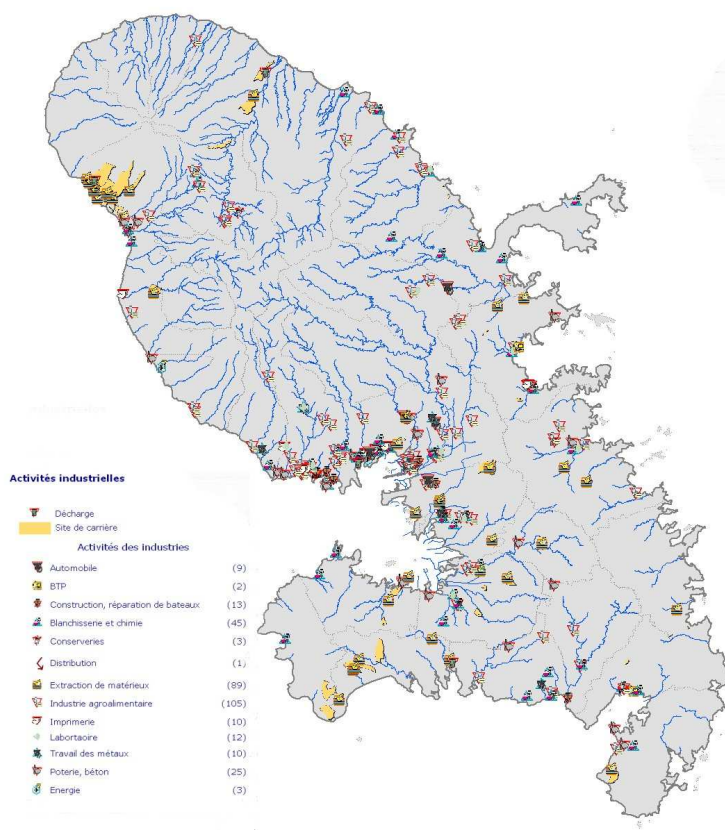 Activités industrielles
Décharge
Site de carrière
Activités des industries
Automobile (9)
BTP (2)
Construction, réparation de bateaux (13)
Blanchisserie et chimie (45)
Conserveries (3)
Distribution (1)
Extraction de matérieux (89)
Industrie agroalimentaire (105)
Imprimerie (10)
Labortaoire (12)
Travail des métaux (10)
Poterie, béton (25)
Energie (3)